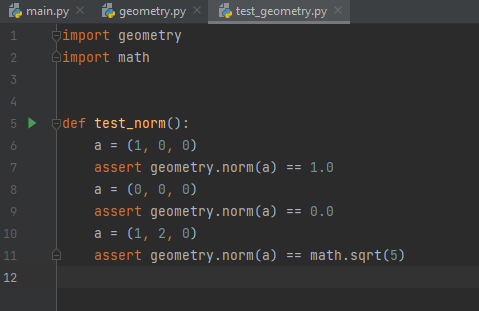 main.py geometry.py test_geometry.py
1 import geometry
2 import math
3
4
5 def test_norm():
6     a = (1, 0, 0)
7     assert geometry.norm(a) == 1.0
8     a = (0, 0, 0)
9     assert geometry.norm(a) == 0.0
10     a = (1, 2, 0)
11     assert geometry.norm(a) == math.sqrt(5)
12